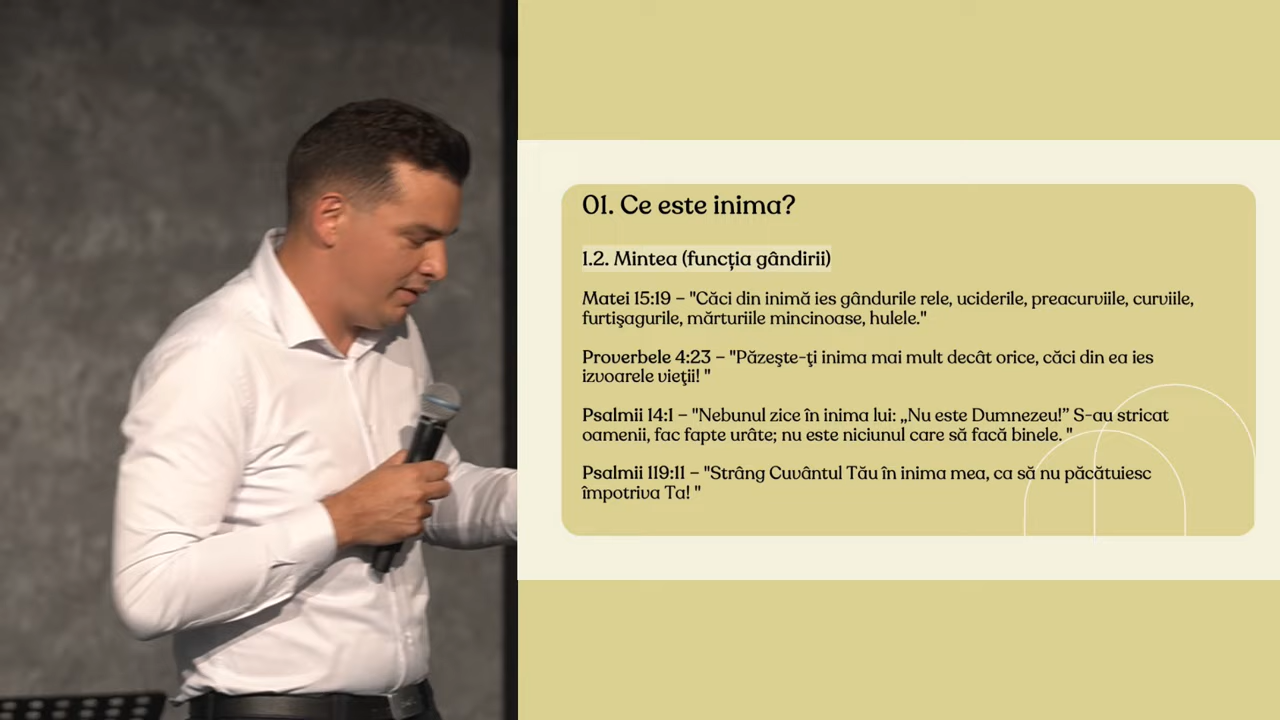 01. Ce este inima?
1.2. Mintea (funcția gândirii)
Matei 15:19 – "Căci din inimă ies gândurile rele, uciderile, preacurviile, curviile,
furtişagurile, mărturiile mincinoase, hulele."
Proverbele 4:23 – "Păzeşte-ţi inima mai mult decât orice, căci din ea ies
izvoarele vieţii! "
Psalmii 14:1 – "Nebunul zice în inima lui: „Nu este Dumnezeu!” S-au stricat
oamenii, fac fapte urâte; nu este niciunul care să facă binele. "
Psalmii 119:11 – "Strâng Cuvântul Tău în inima mea, ca să nu păcătuiesc
împotriva Ta! "